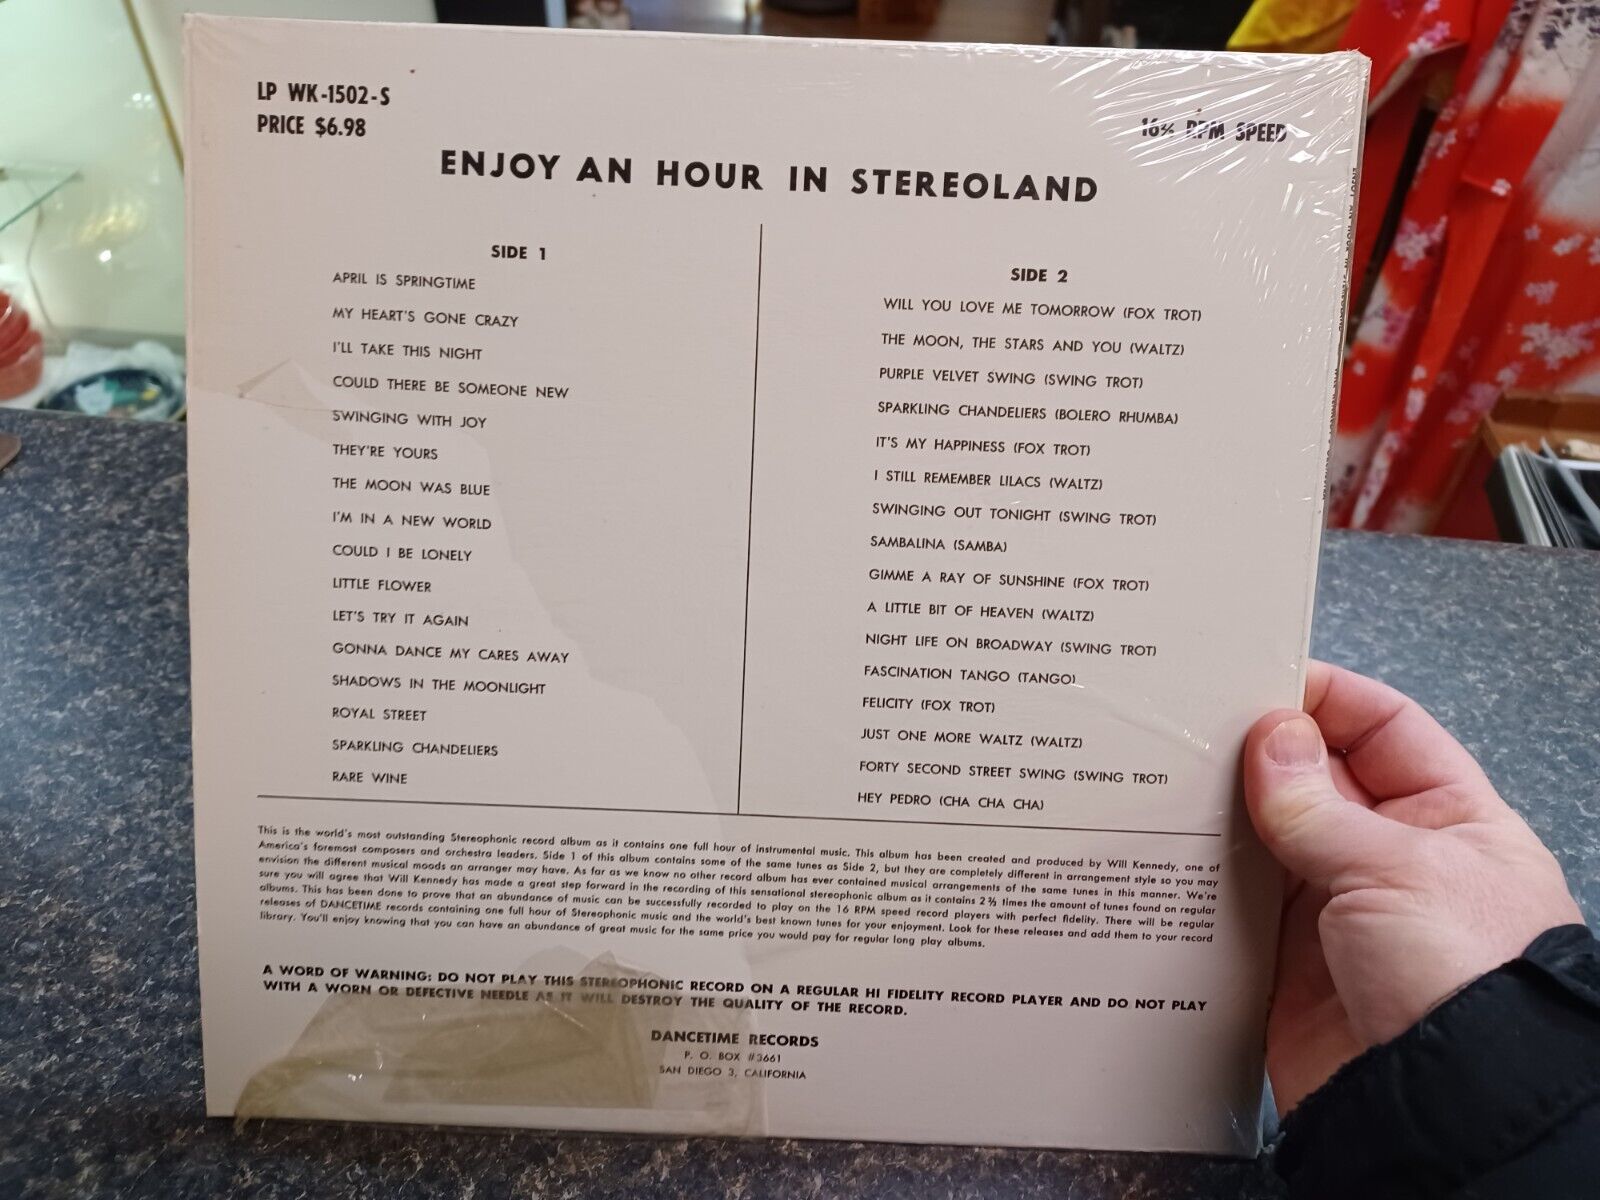 LP WK-1502-S
PRICE $6.98
16⅔ RPM SPEED
ENJOY AN HOUR IN STEREOLAND
SIDE 1
APRIL IS SPRINGTIME
MY HEART'S GONE CRAZY
I'LL TAKE THIS NIGHT
COULD THERE BE SOMEONE NEW
SWINGING WITH JOY
THEY'RE YOURS
THE MOON WAS BLUE
I'M IN A NEW WORLD
COULD I BE LONELY
LITTLE FLOWER
LET'S TRY IT AGAIN
GONNA DANCE MY CARES AWAY
SHADOWS IN THE MOONLIGHT
ROYAL STREET
SPARKLING CHANDELIERS
RARE WINE
SIDE 2
WILL YOU LOVE ME TOMORROW (FOX TROT)
THE MOON, THE STARS AND YOU (WALTZ)
PURPLE VELVET SWING (SWING TROT)
SPARKLING CHANDELIERS (BOLERO RHUMBA)
IT'S MY HAPPINESS (FOX TROT)
I STILL REMEMBER LILACS (WALTZ)
SWINGING OUT TONIGHT (SWING TROT)
SAMBALINA (SAMBA)
GIMME A RAY OF SUNSHINE (FOX TROT)
A LITTLE BIT OF HEAVEN (WALTZ)
NIGHT LIFE ON BROADWAY (SWING TROT)
FASCINATION TANGO (TANGO)
FELICITY (FOX TROT)
JUST ONE MORE WALTZ (WALTZ)
FORTY SECOND STREET SWING (SWING TROT)
HEY PEDRO (CHA CHA CHA)
This is the world's most outstanding Stereophonic record album as it contains one full hour of instrumental music. This album has been created and produced by Will Kennedy, one of
America's foremost composers and orchestra leaders. Side 1 of this album contains some of the same tunes as Side 2, but they are completely different in arrangement style so you may
envision the different musical moods an arranger may have. As far as we know no other record album has ever contained musical arrangements of the same tunes in this manner. We're
sure you will agree that Will Kennedy has made a great step forward in the recording of this sensational stereophonic album as it contains 2⅔ times the amount of tunes found on regular
albums. This has been done to prove that an abundance of music can be successfully recorded to play on the 16 RPM speed record players with perfect fidelity. There will be regular
releases of DANCETIME records containing one full hour of Stereophonic music and the world's best known tunes for your enjoyment. Look for these releases and add them to your record
library. You'll enjoy knowing that you can have an abundance of great music for the same price you would pay for regular long play albums.
A WORD OF WARNING: DO NOT PLAY THIS STEREOPHONIC RECORD ON A REGULAR HI FIDELITY RECORD PLAYER AND DO NOT PLAY
WITH A WORN OR DEFECTIVE NEEDLE AS IT WILL DESTROY THE QUALITY OF THE RECORD.
DANCETIME RECORDS
P. O. BOX #3661
SAN DIEGO 3, CALIFORNIA